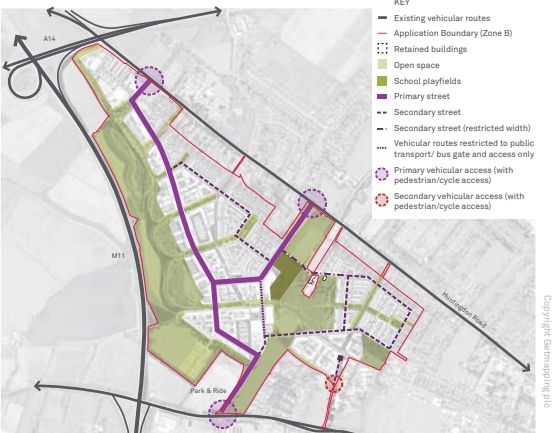 KEY
Existing vehicular routes
Application Boundary (Zone B)
Retained buildings
Open space
School playfields
Primary street
Secondary street
Secondary street (restricted width)
Vehicular routes restricted to public
transport/ bus gate and access only
Primary vehicular access (with
pedestrian/cycle access)
Secondary vehicular access (with
pedestrian/cycle access)
A14
M11
Huntingdon Road
Park & Ride
Copyright Getmapping plc